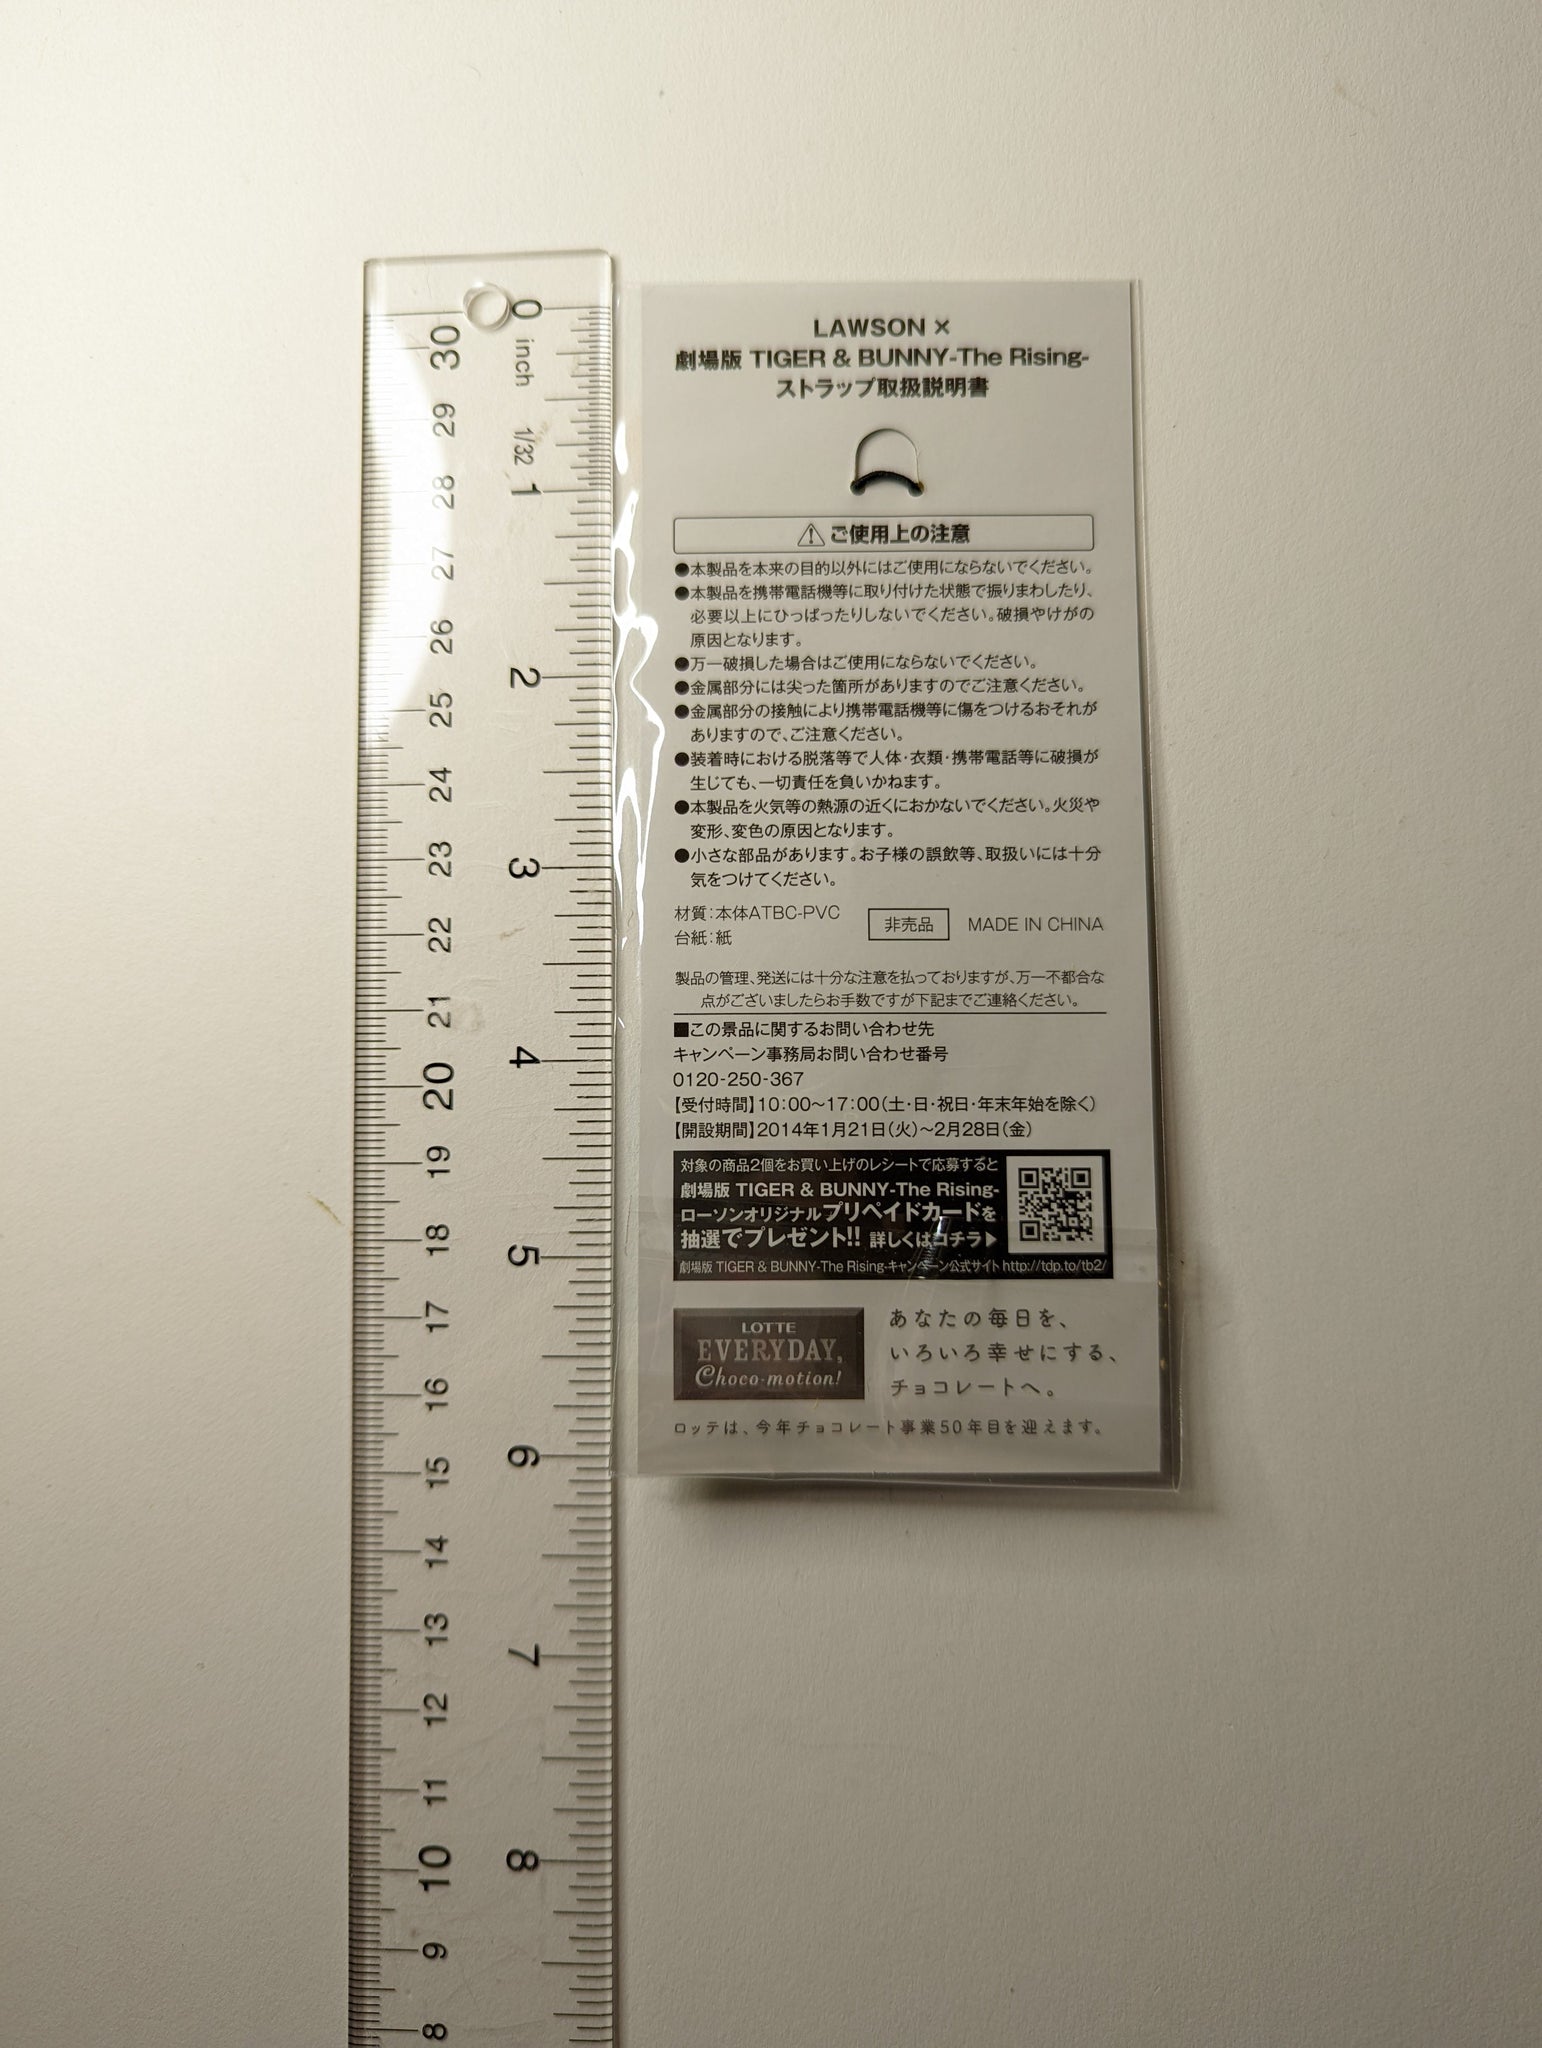 0
inch
1/32
1
2
3
4
5
6
7
8
30
29
28
27
26
25
24
23
22
21
20
19
18
17
16
15
14
13
12
11
10
9
8
LAWSON ×
劇場版 TIGER & BUNNY-The Rising-
ストラップ取扱説明書
⚠ご使用上の注意
●本製品を本来の目的以外にはご使用にならないでください。
●本製品を携帯電話機等に取り付けた状態で振りまわしたり、
必要以上にひっぱったりしないでください。破損やけがの
原因となります。
●万一破損した場合はご使用にならないでください。
●金属部分には尖った箇所がありますのでご注意ください。
●金属部分の接触により携帯電話機等に傷をつけるおそれが
ありますので、ご注意ください。
●装着時における脱落等で人体・衣類・携帯電話等に破損が
生じても、一切責任を負いかねます。
●本製品を火気等の熱源の近くにおかないでください。火災や
変形、変色の原因となります。
●小さな部品があります。お子様の誤飲等、取扱いには十分
気をつけてください。
材質：本体ATBC-PVC
台紙：紙
非売品
MADE IN CHINA
製品の管理、発送には十分な注意を払っておりますが、万一不都合な
点がございましたらお手数ですが下記までご連絡ください。
■この景品に関するお問い合わせ先
キャンペーン事務局お問い合わせ番号
0120-250-367
【受付時間】10:00～17:00（土・日・祝日・年末年始を除く）
【開設期間】2014年1月21日（火）～2月28日（金）
対象の商品2個をお買い上げのレシートで応募すると
劇場版 TIGER & BUNNY-The Rising-
ローソンオリジナルプリペイドカードを
抽選でプレゼント!! 詳しくはコチラ▶
劇場版 TIGER & BUNNY-The Rising-キャンペーン公式サイト http://tdp.to/tb2/
LOTTE
EVERYDAY,
Choco-motion!
あなたの毎日を、
いろいろ幸せにする、
チョコレートへ。
ロッテは、今年チョコレート事業50年目を迎えます。